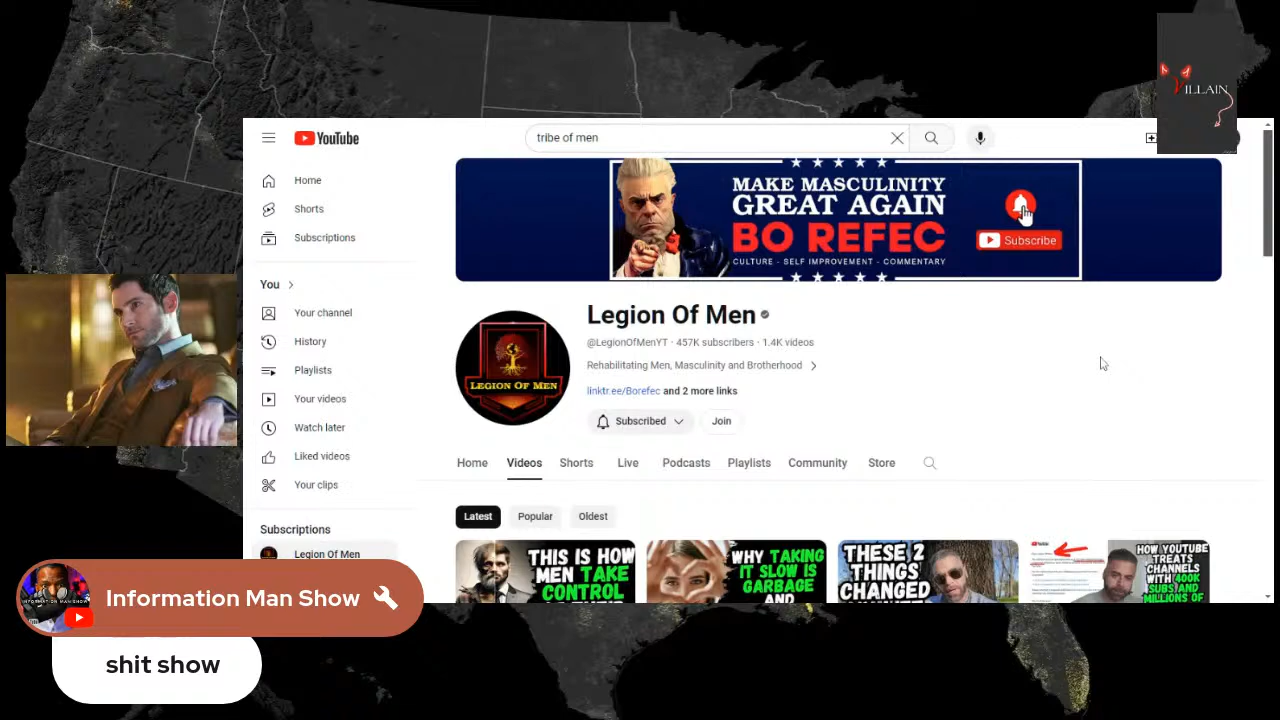 VILLAIN
YouTube
tribe of men
Home
Shorts
Subscriptions
You
Your channel
History
Playlists
Your videos
Watch later
Liked videos
Your clips
Subscriptions
Legion Of Men
MAKE MASCULINITY
GREAT AGAIN
BO REFEC
CULTURE - SELF IMPROVEMENT - COMMENTARY
Subscribe
LEGION OF MEN
Legion Of Men
@LegionOfMenYT · 457K subscribers · 1.4K videos
Rehabilitating Men, Masculinity and Brotherhood
linktr.ee/Borefec and 2 more links
Subscribed
Join
Home Videos Shorts Live Podcasts Playlists Community Store
Latest Popular Oldest
THIS IS HOW
MEN TAKE
CONTROL
WHY TAKING
IT SLOW IS
GARBAGE
AND
THESE 2
THINGS
CHANGED
HOW YOUTUBE
TREATS
CHANNELS
WITH 400K
SUBS AND
MILLIONS OF
Information Man Show
shit show